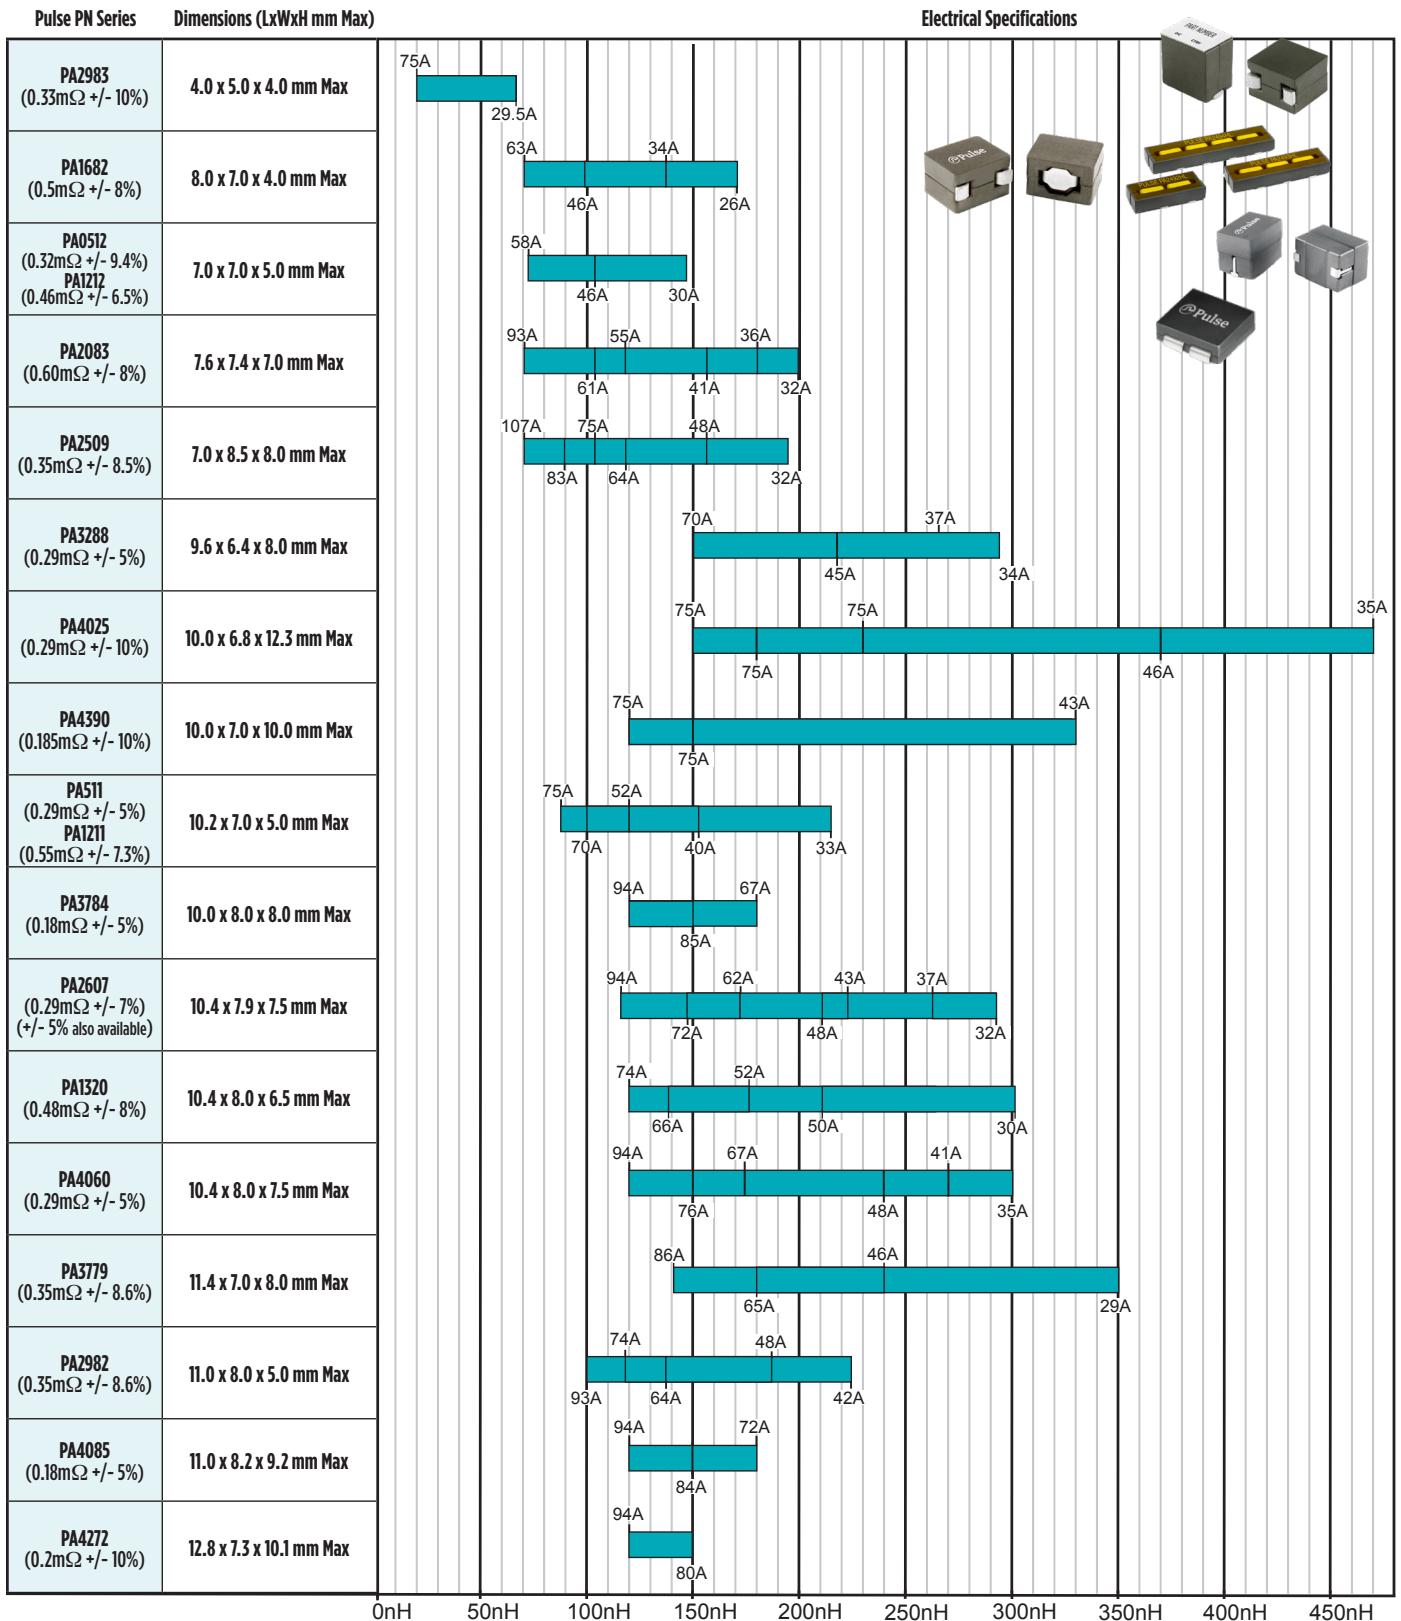 Pulse PN Series Dimensions (LxWxH mm Max) Electrical Specifications
PA2983
(0.33mΩ +/- 10%)
4.0 x 5.0 x 4.0 mm Max
75A
29.5A
PA1682
(0.5mΩ +/- 8%)
8.0 x 7.0 x 4.0 mm Max
63A 34A
46A 26A
PA0512
(0.32mΩ +/- 9.4%)
PA1212
(0.46mΩ +/- 6.5%)
7.0 x 7.0 x 5.0 mm Max
58A
46A 30A
PA2083
(0.60mΩ +/- 8%)
7.6 x 7.4 x 7.0 mm Max
93A 55A 36A
61A 41A 32A
PA2509
(0.35mΩ +/- 8.5%)
7.0 x 8.5 x 8.0 mm Max
107A 75A 48A
83A 64A 32A
PA3288
(0.29mΩ +/- 5%)
9.6 x 6.4 x 8.0 mm Max
70A 37A
45A 34A
PA4025
(0.29mΩ +/- 10%)
10.0 x 6.8 x 12.3 mm Max
75A 75A 35A
75A 46A
PA4390
(0.185mΩ +/- 10%)
10.0 x 7.0 x 10.0 mm Max
75A 43A
75A
PA511
(0.29mΩ +/- 5%)
PA1211
(0.55mΩ +/- 7.3%)
10.2 x 7.0 x 5.0 mm Max
75A 52A
70A 40A 33A
PA3784
(0.18mΩ +/- 5%)
10.0 x 8.0 x 8.0 mm Max
94A 67A
85A
PA2607
(0.29mΩ +/- 7%)
(+/- 5% also available)
10.4 x 7.9 x 7.5 mm Max
94A 62A 43A 37A
72A 48A 32A
PA1320
(0.48mΩ +/- 8%)
10.4 x 8.0 x 6.5 mm Max
74A 52A
66A 50A 30A
PA4060
(0.29mΩ +/- 5%)
10.4 x 8.0 x 7.5 mm Max
94A 67A 41A
76A 48A 35A
PA3779
(0.35mΩ +/- 8.6%)
11.4 x 7.0 x 8.0 mm Max
86A 46A
65A 29A
PA2982
(0.35mΩ +/- 8.6%)
11.0 x 8.0 x 5.0 mm Max
74A 48A
93A 64A 42A
PA4085
(0.18mΩ +/- 5%)
11.0 x 8.2 x 9.2 mm Max
94A 72A
84A
PA4272
(0.2mΩ +/- 10%)
12.8 x 7.3 x 10.1 mm Max
94A
80A
0nH 50nH 100nH 150nH 200nH 250nH 300nH 350nH 400nH 450nH
PART NUMBER
Pulse
Pulse
Pulse